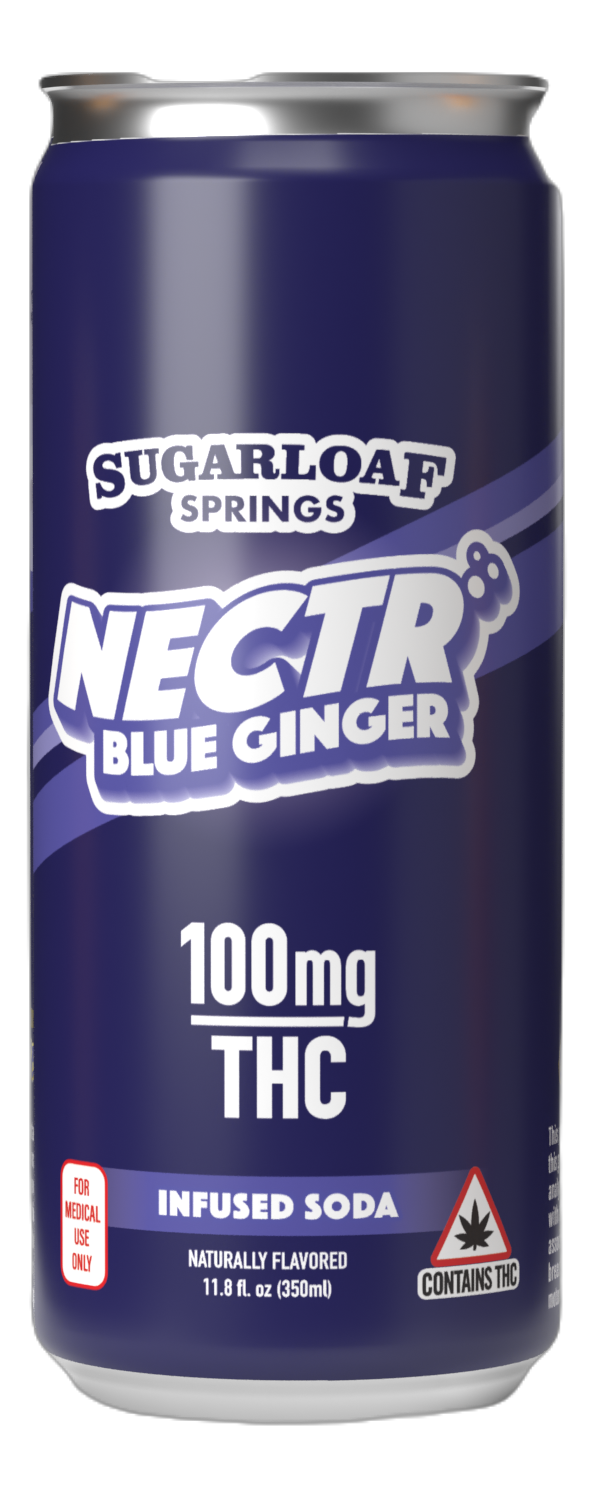 SUGARLOAF
SPRINGS
NECTR
BLUE GINGER
100mg
THC
FOR
MEDICAL
USE
ONLY
INFUSED SODA
NATURALLY FLAVORED
11.8 fl. oz (350ml)
CONTAINS THC
This